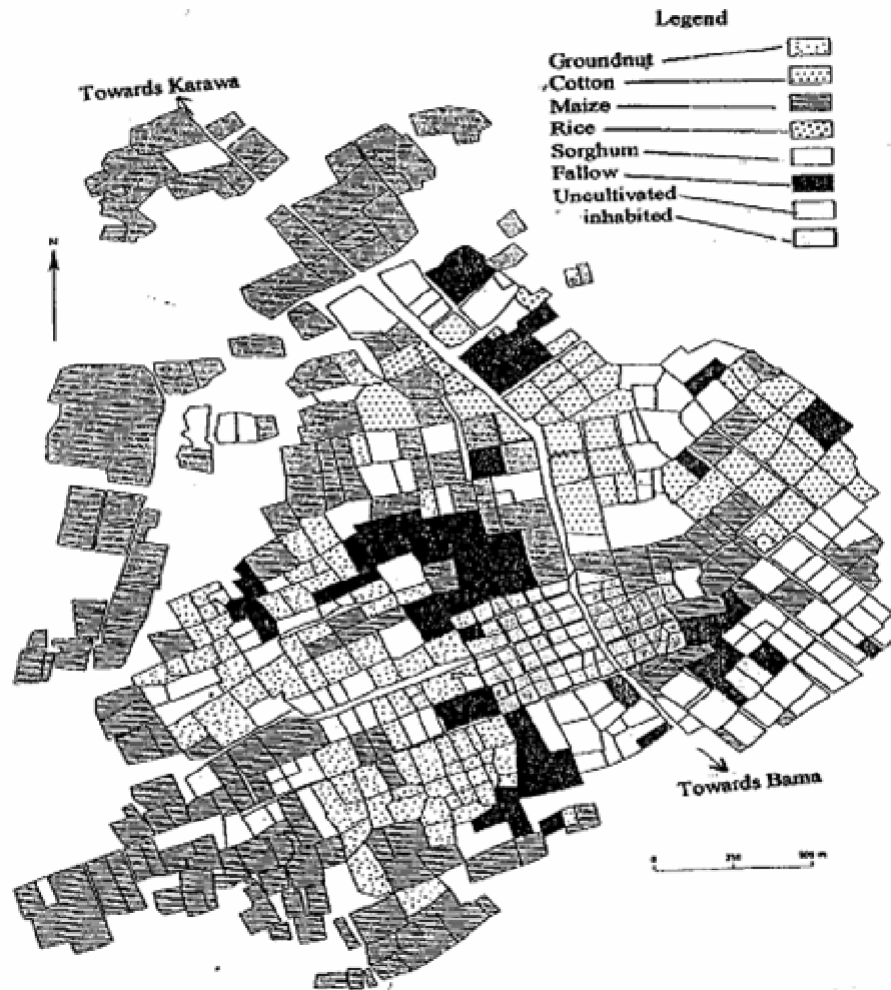 Legend
Groundnut
Cotton
Maize
Rice
Sorghum
Fallow
Uncultivated
inhabited
Towards Karawa
N
Towards Bama
0 250 500 m